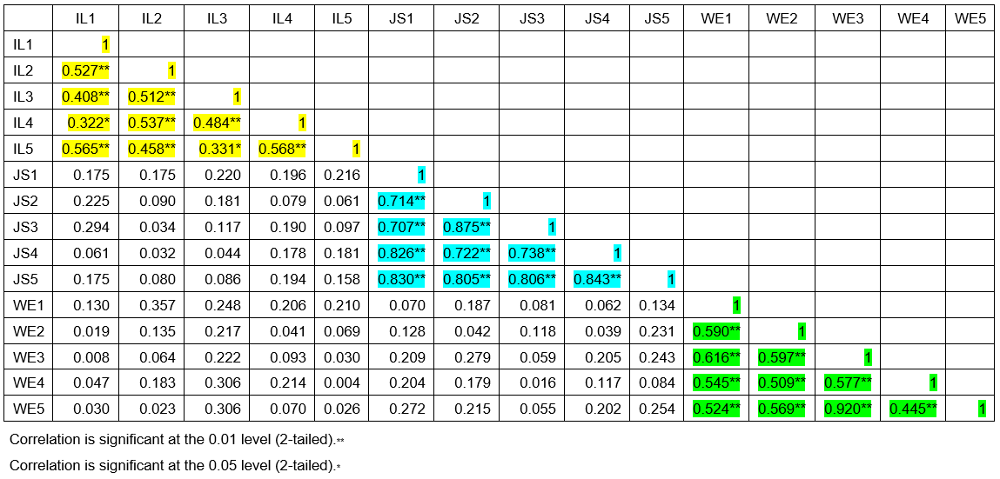 IL1 IL2 IL3 IL4 IL5 JS1 JS2 JS3 JS4 JS5 WE1 WE2 WE3 WE4 WE5
IL1 1
IL2 0.527** 1
IL3 0.408** 0.512** 1
IL4 0.322* 0.537** 0.484** 1
IL5 0.565** 0.458** 0.331* 0.568** 1
JS1 0.175 0.175 0.220 0.196 0.216 1
JS2 0.225 0.090 0.181 0.079 0.061 0.714** 1
JS3 0.294 0.034 0.117 0.190 0.097 0.707** 0.875** 1
JS4 0.061 0.032 0.044 0.178 0.181 0.826** 0.722** 0.738** 1
JS5 0.175 0.080 0.086 0.194 0.158 0.830** 0.805** 0.806** 0.843** 1
WE1 0.130 0.357 0.248 0.206 0.210 0.070 0.187 0.081 0.062 0.134 1
WE2 0.019 0.135 0.217 0.041 0.069 0.128 0.042 0.118 0.039 0.231 0.590** 1
WE3 0.008 0.064 0.222 0.093 0.030 0.209 0.279 0.059 0.205 0.243 0.616** 0.597** 1
WE4 0.047 0.183 0.306 0.214 0.004 0.204 0.179 0.016 0.117 0.084 0.545** 0.509** 0.577** 1
WE5 0.030 0.023 0.306 0.070 0.026 0.272 0.215 0.055 0.202 0.254 0.524** 0.569** 0.920** 0.445** 1
Correlation is significant at the 0.01 level (2-tailed).**
Correlation is significant at the 0.05 level (2-tailed).*